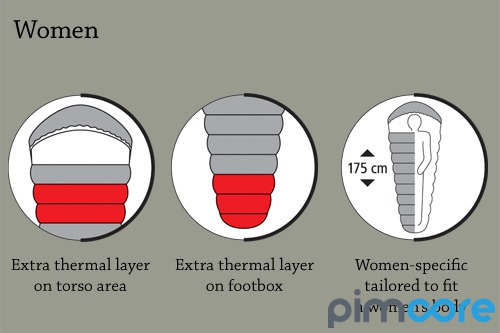 Women
175 cm
Extra thermal layer
on torso area
Extra thermal layer
on footbox
Women-specific
tailored to fit
a women's body
pimcore